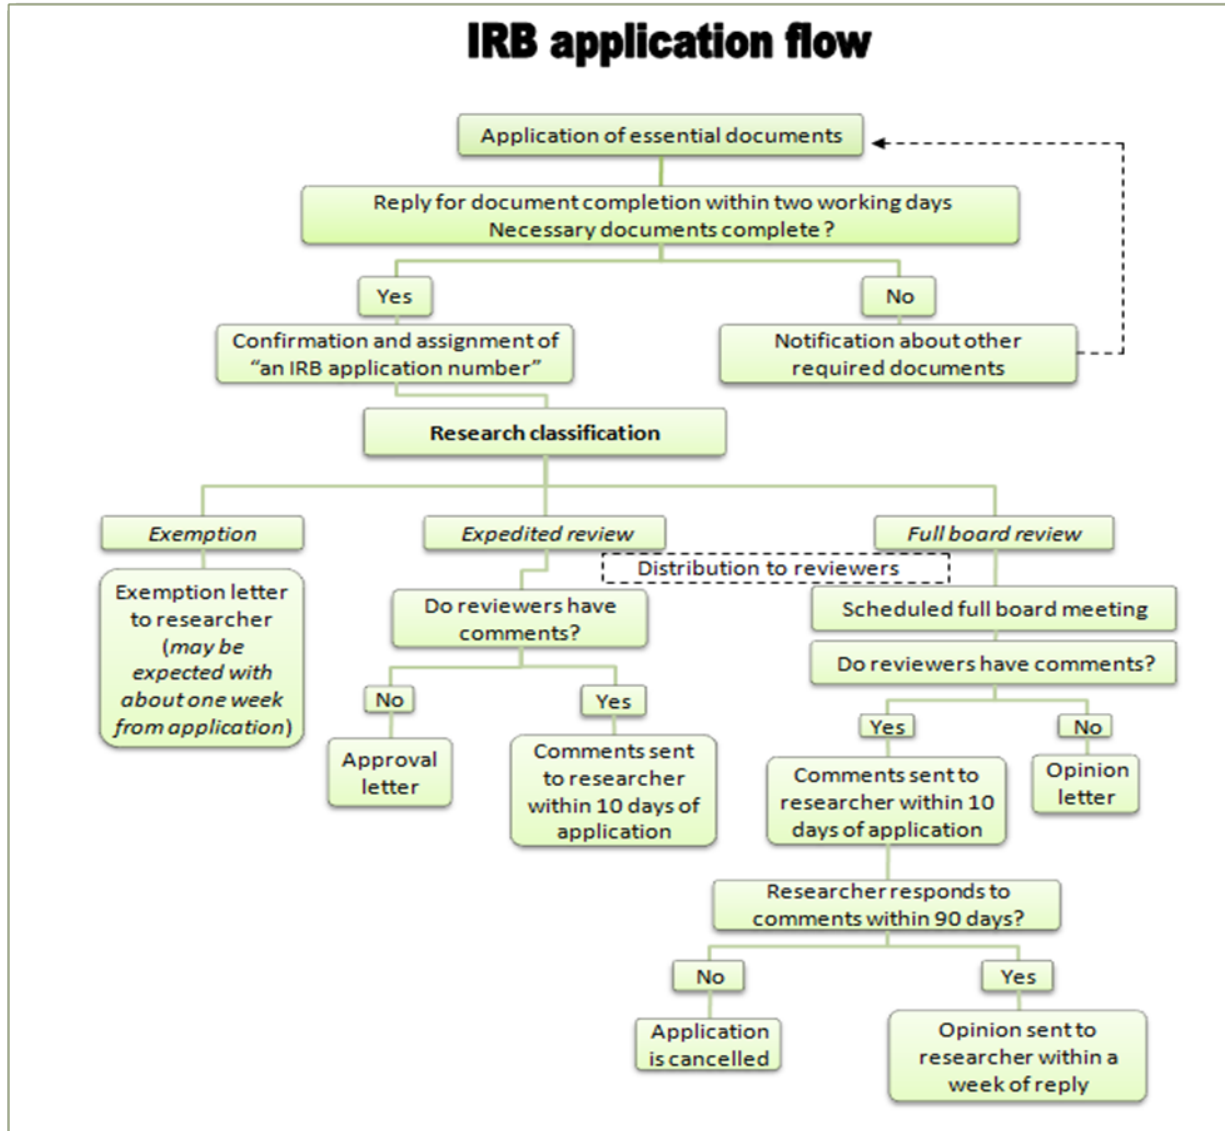 IRB application flow
Application of essential documents
Reply for document completion within two working days
Necessary documents complete?
Yes
No
Confirmation and assignment of
“an IRB application number”
Notification about other
required documents
Research classification
Exemption
Expedited review
Full board review
Distribution to reviewers
Exemption letter
to researcher
(may be
expected with
about one week
from application)
Do reviewers have
comments?
Scheduled full board meeting
Do reviewers have comments?
No
Yes
Yes
No
Approval
letter
Comments sent
to researcher
within 10 days of
application
Comments sent to
researcher within 10
days of application
Opinion
letter
Researcher responds to
comments within 90 days?
No
Yes
Application
is cancelled
Opinion sent to
researcher within a
week of reply